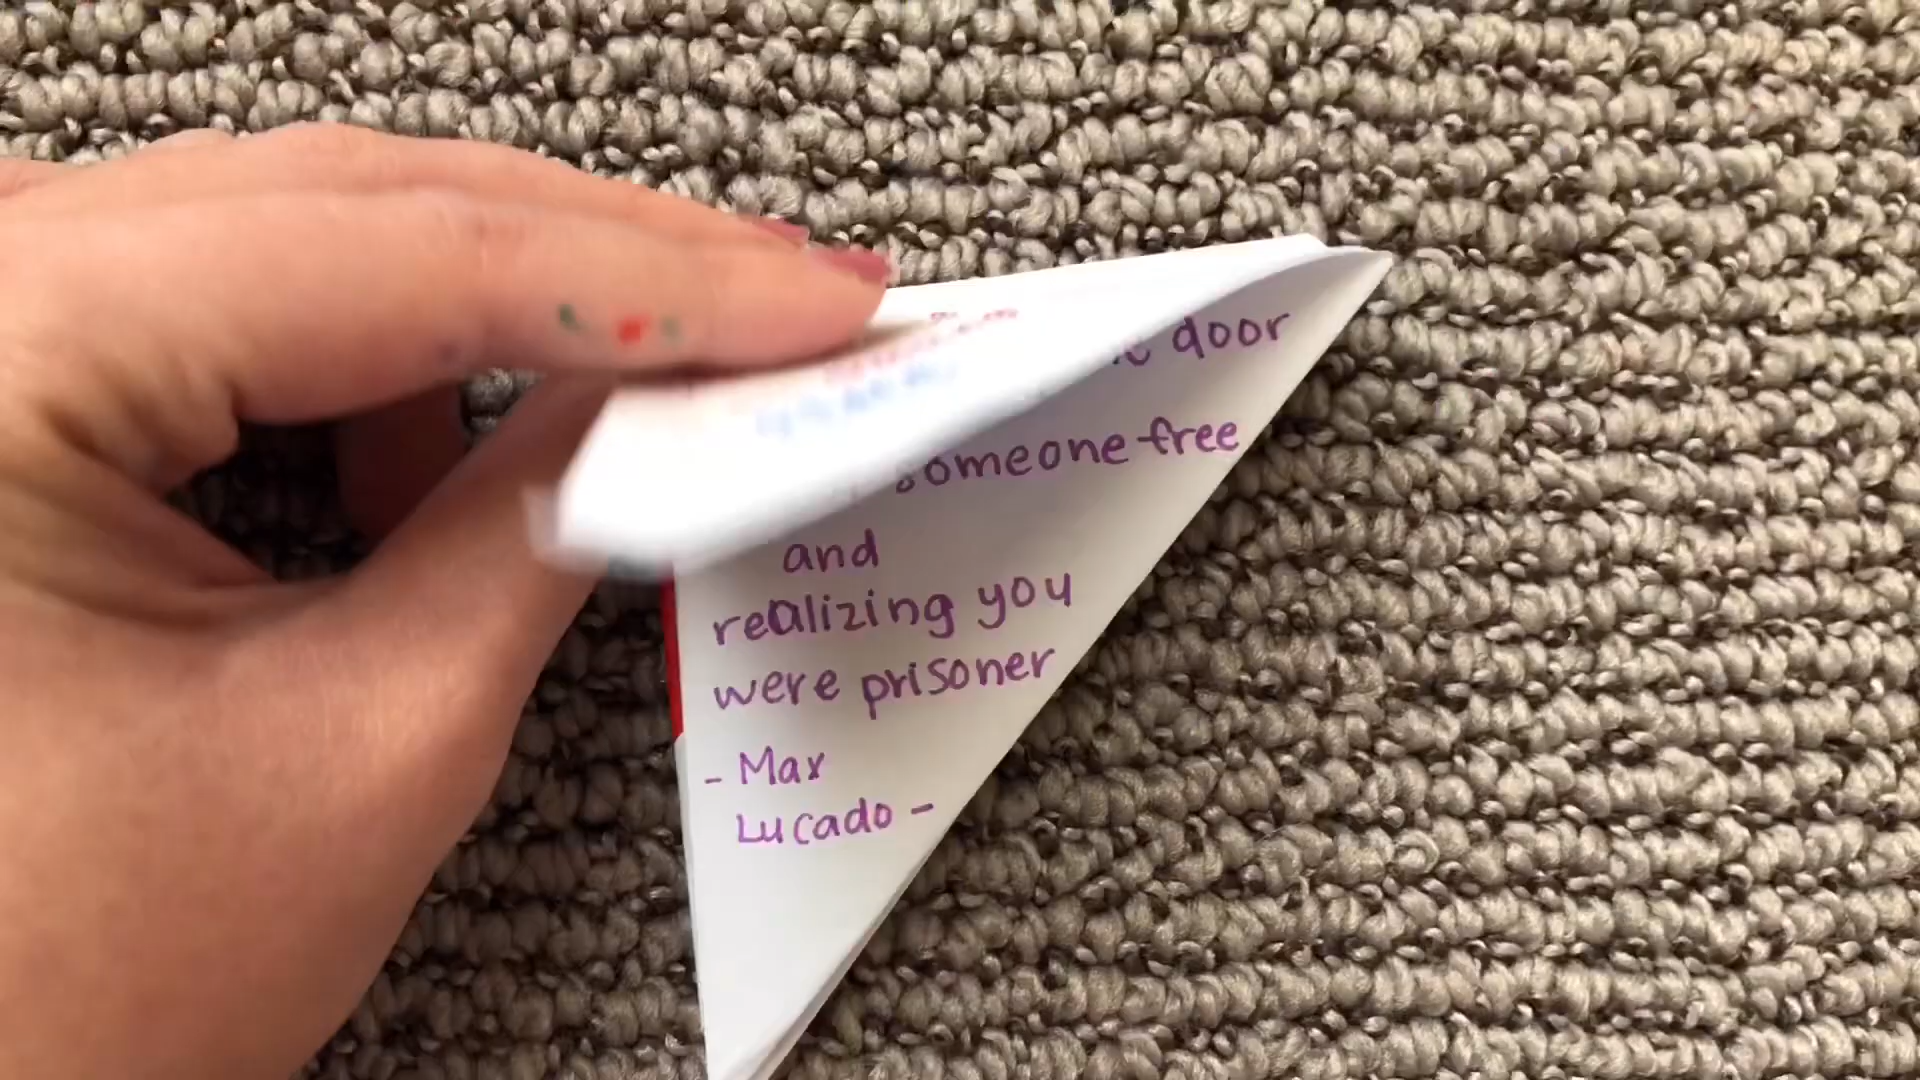 door
someone free
and
realizing you
were prisoner
- Max
Lucado -